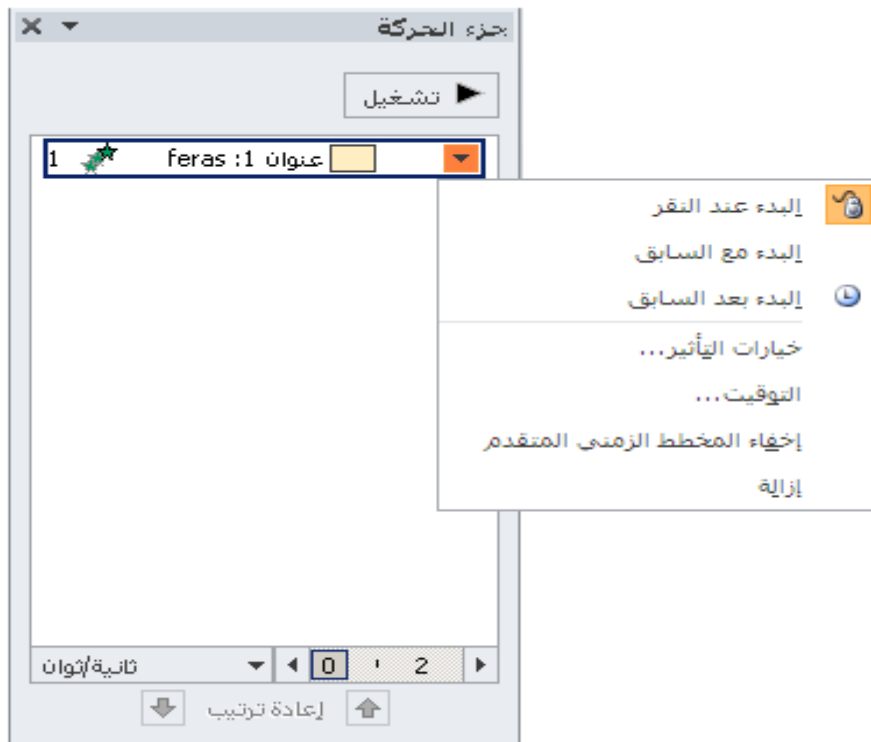 جزء الحركة
تشغيل
1 عنوان 1: feras
البدء عند النقر
البدء مع السابق
البدء بعد السابق
خيارات التأثير...
التوقيت...
إخفاء المخطط الزمني المتقدم
إزالة
ثانية/ثوان 0 2
إعادة ترتيب